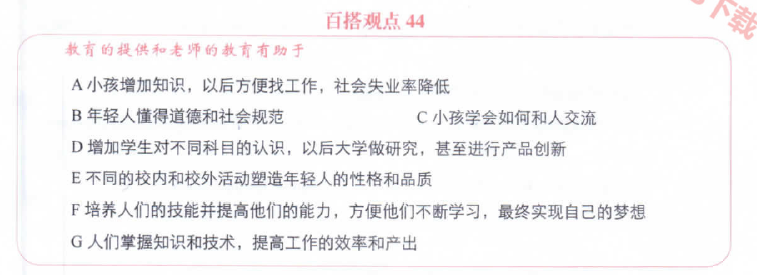 百搭观点 44
下载
教育的提供和老师的教育有助于
A 小孩增加知识，以后方便找工作，社会失业率降低
B 年轻人懂得道德和社会规范 C 小孩学会如何和人交流
D 增加学生对不同科目的认识，以后大学做研究，甚至进行产品创新
E 不同的校内和校外活动塑造年轻人的性格和品质
F 培养人们的技能并提高他们的能力，方便他们不断学习，最终实现自己的梦想
G 人们掌握知识和技术，提高工作的效率和产出